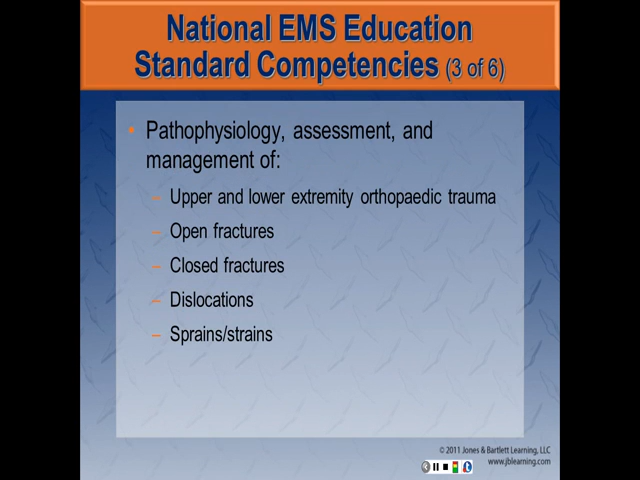 National EMS Education
Standard Competencies (3 of 6)
• Pathophysiology, assessment, and
management of:
– Upper and lower extremity orthopaedic trauma
– Open fractures
– Closed fractures
– Dislocations
– Sprains/strains
© 2011 Jones & Bartlett Learning, LLC
www.jblearning.com